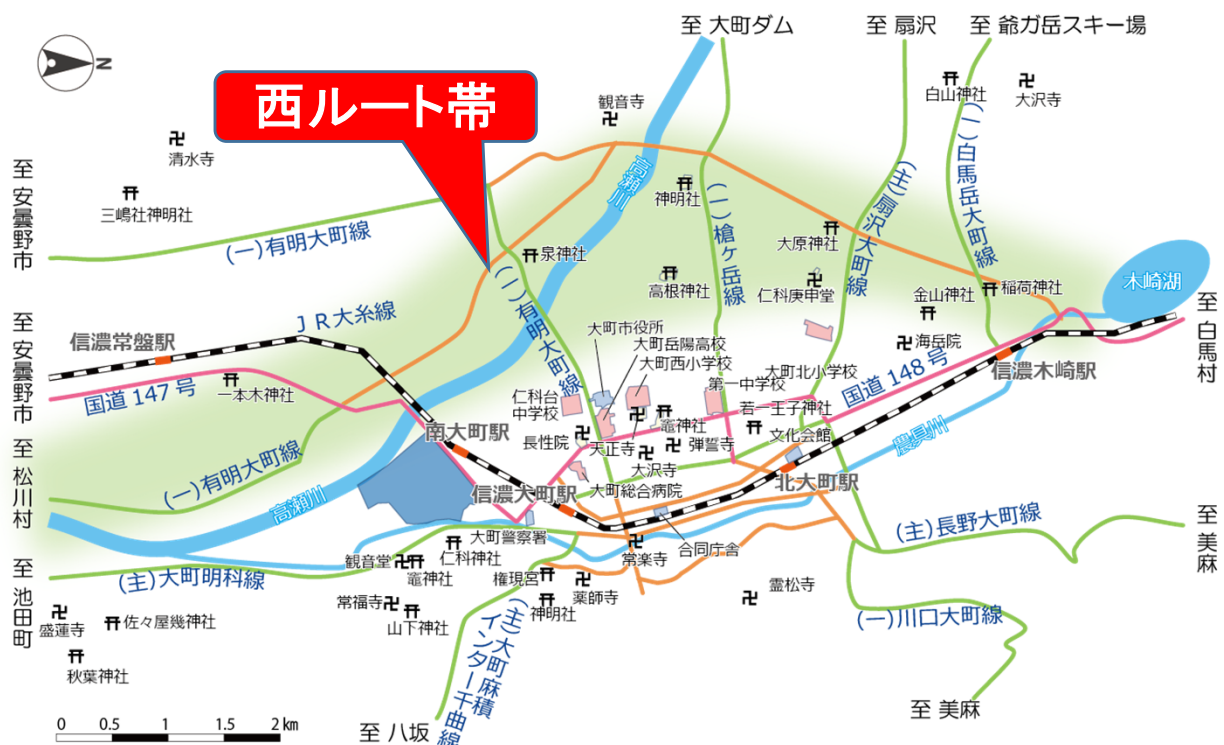 至 大町ダム
至 扇沢
至 爺ガ岳スキー場
N
西ルート帯
白山神社
大沢寺
観音寺
清水寺
高瀬川
至 安曇野市
三嶋社神明社
神明社
(一)槍ヶ岳線
(主)扇沢大町線
(一)白馬岳大町線
(一)有明大町線
泉神社
大原神社
高根神社
仁科庚申堂
金山神社
稲荷神社
木崎湖
至 白馬村
(一)有明大町線
JR大糸線
信濃常盤駅
至 安曇野市
国道147号
一本木神社
大町市役所
大町岳陽高校
大町西小学校
海岳院
信濃木崎駅
国道148号
大町北小学校
第一中学校
仁科台
中学校
竈神社
若一王子神社
文化会館
農具川
南大町駅
長性院
天正寺
弾誓寺
大沢寺
北大町駅
至 松川村
(一)有明大町線
高瀬川
信濃大町駅
大町総合病院
大町警察署
合同庁舎
(主)長野大町線
至 美麻
仁科神社
観音堂
竈神社
常楽寺
至 池田町
(主)大町明科線
権現宮
薬師寺
霊松寺
常福寺
山下神社
神明社
(一)川口大町線
盛蓮寺
佐々屋幾神社
秋葉神社
(主)大町麻績
インター千曲線
至 八坂
至 美麻
0 0.5 1 1.5 2km